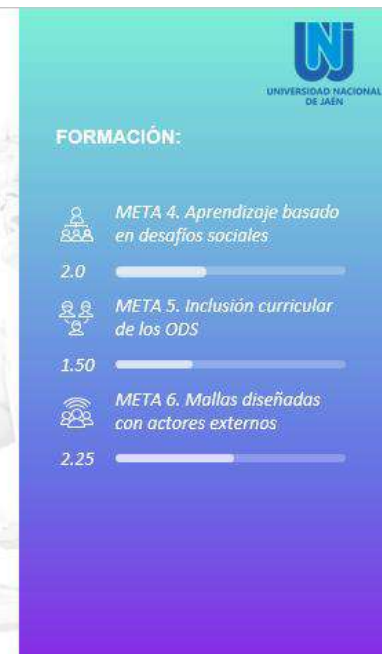 UNJ
UNIVERSIDAD NACIONAL
DE JAÉN
FORMACIÓN:
META 4. Aprendizaje basado
en desafíos sociales
2.0
META 5. Inclusión curricular
de los ODS
1.50
META 6. Mallas diseñadas
con actores externos
2.25